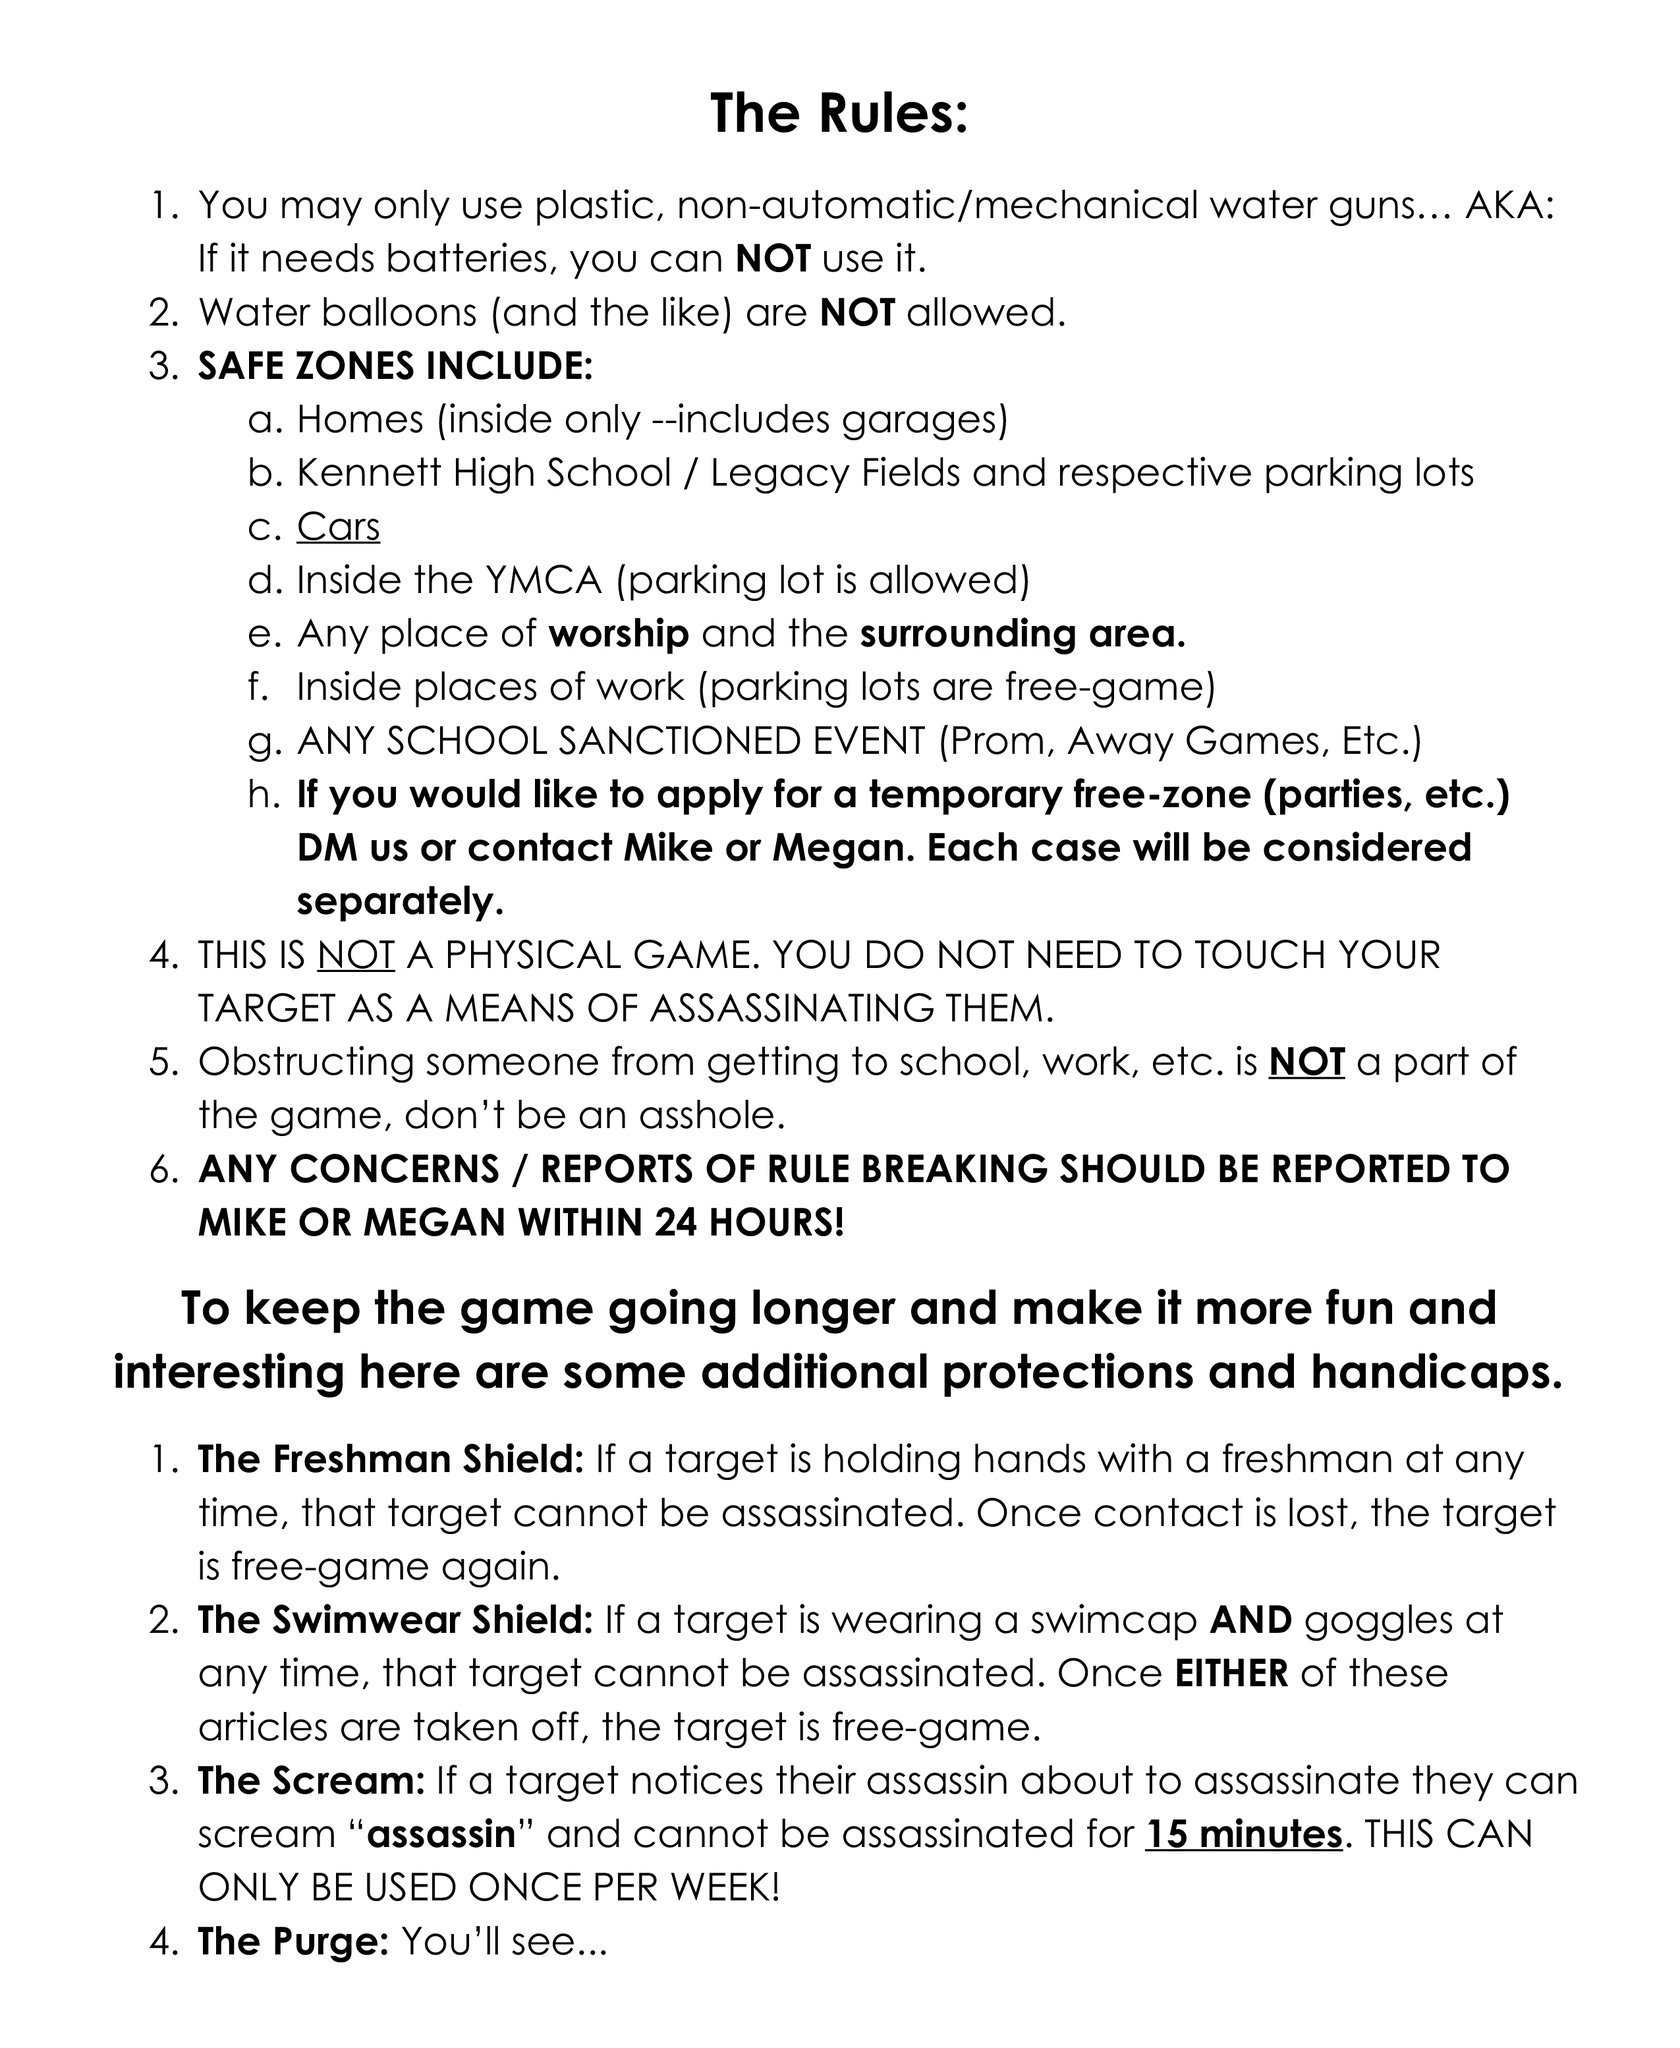 The Rules:
1. You may only use plastic, non-automatic/mechanical water guns… AKA:
If it needs batteries, you can NOT use it.
2. Water balloons (and the like) are NOT allowed.
3. SAFE ZONES INCLUDE:
a. Homes (inside only --includes garages)
b. Kennett High School / Legacy Fields and respective parking lots
c. Cars
d. Inside the YMCA (parking lot is allowed)
e. Any place of worship and the surrounding area.
f. Inside places of work (parking lots are free-game)
g. ANY SCHOOL SANCTIONED EVENT (Prom, Away Games, Etc.)
h. If you would like to apply for a temporary free-zone (parties, etc.)
DM us or contact Mike or Megan. Each case will be considered
separately.
4. THIS IS NOT A PHYSICAL GAME. YOU DO NOT NEED TO TOUCH YOUR
TARGET AS A MEANS OF ASSASSINATING THEM.
5. Obstructing someone from getting to school, work, etc. is NOT a part of
the game, don’t be an asshole.
6. ANY CONCERNS / REPORTS OF RULE BREAKING SHOULD BE REPORTED TO
MIKE OR MEGAN WITHIN 24 HOURS!
To keep the game going longer and make it more fun and
interesting here are some additional protections and handicaps.
1. The Freshman Shield: If a target is holding hands with a freshman at any
time, that target cannot be assassinated. Once contact is lost, the target
is free-game again.
2. The Swimwear Shield: If a target is wearing a swimcap AND goggles at
any time, that target cannot be assassinated. Once EITHER of these
articles are taken off, the target is free-game.
3. The Scream: If a target notices their assassin about to assassinate they can
scream “assassin” and cannot be assassinated for 15 minutes. THIS CAN
ONLY BE USED ONCE PER WEEK!
4. The Purge: You’ll see...